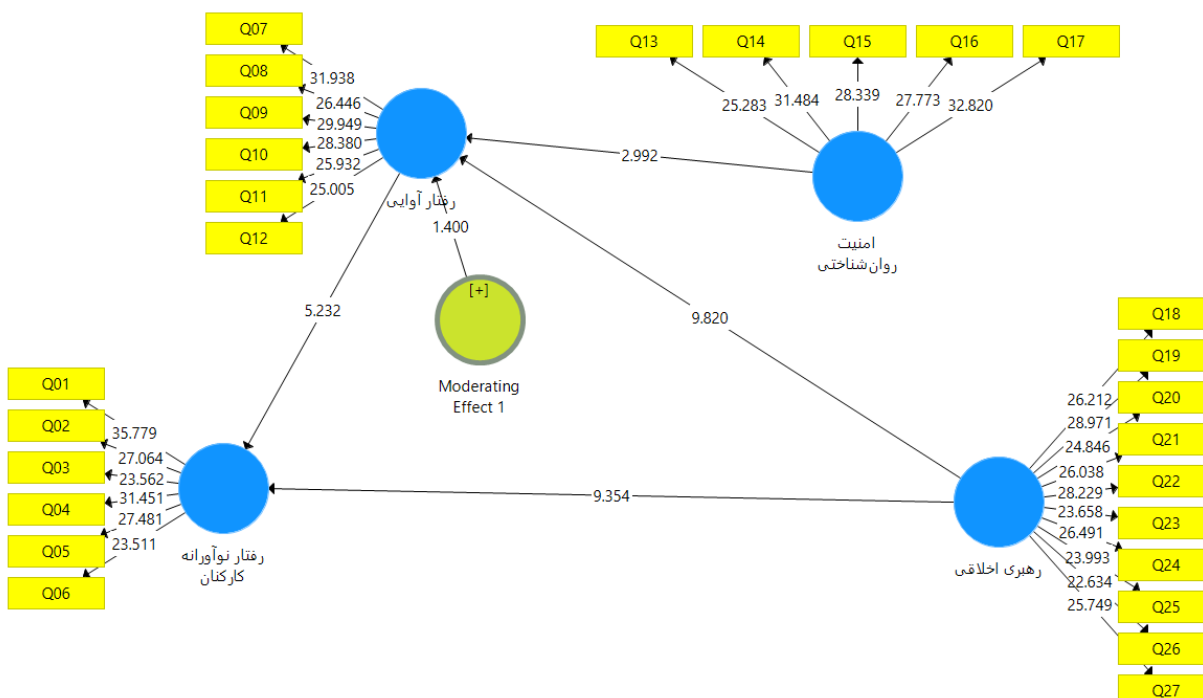 Q07
Q08
Q09
Q10
Q11
Q12
31.938
26.446
29.949
28.380
25.932
25.005
رفتار آوایی
Q13
Q14
Q15
Q16
Q17
25.283
31.484
28.339
27.773
32.820
امنیت
روان‌شناختی
2.992
1.400
[+]
Moderating
Effect 1
5.232
9.820
9.354
Q01
Q02
Q03
Q04
Q05
Q06
35.779
27.064
23.562
31.451
27.481
23.511
رفتار نوآورانه
کارکنان
رهبری اخلاقی
26.212
28.971
24.846
26.038
28.229
23.658
26.491
23.993
22.634
25.749
Q18
Q19
Q20
Q21
Q22
Q23
Q24
Q25
Q26
Q27